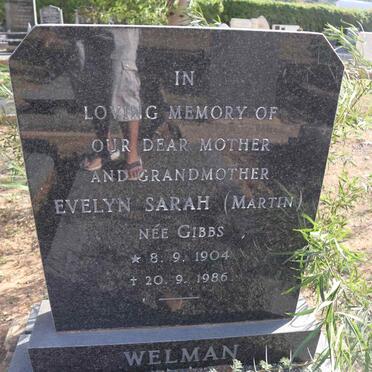 IN
LOVING MEMORY OF
OUR DEAR MOTHER
AND GRANDMOTHER
EVELYN SARAH (MARTIN)
NÉE GIBBS
* 8. 9. 1904
† 20. 9. 1986
WELMAN